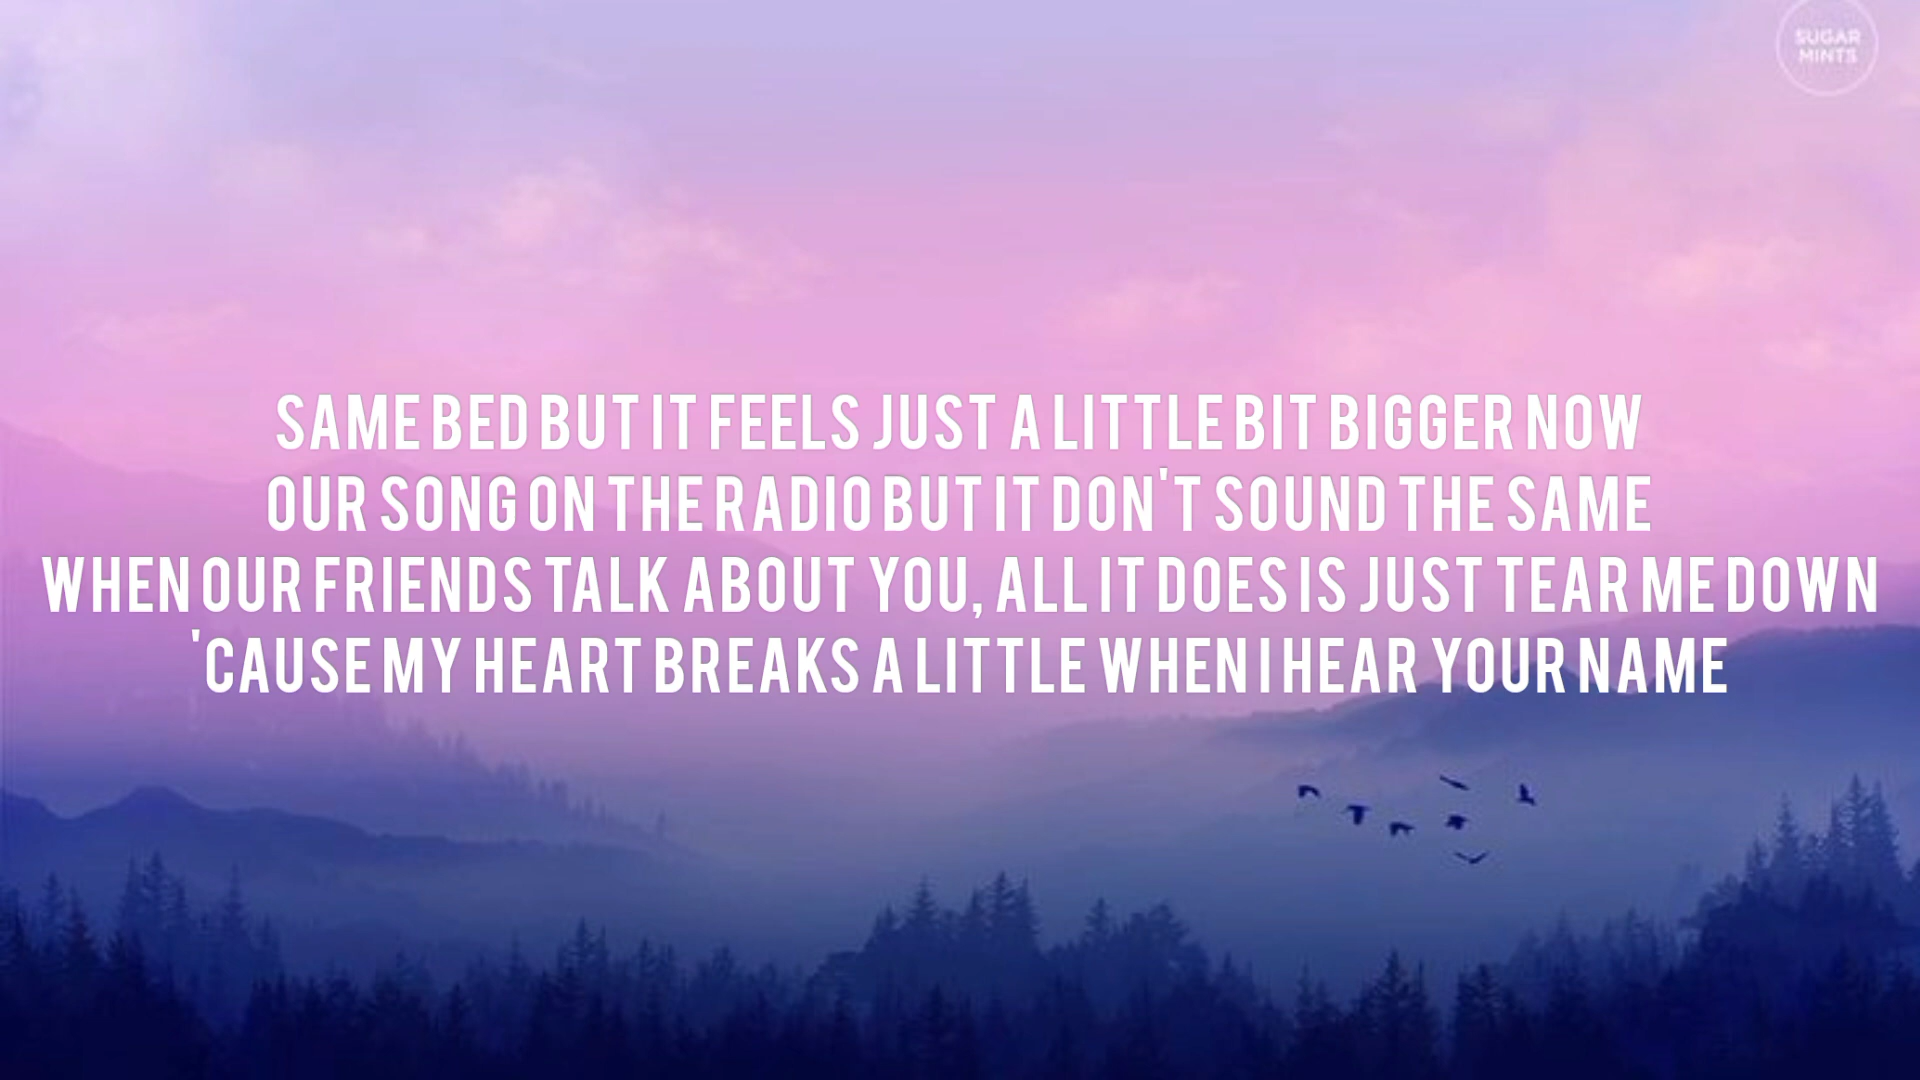 SUGAR
MINTS
SAME BED BUT IT FEELS JUST A LITTLE BIT BIGGER NOW
OUR SONG ON THE RADIO BUT IT DON'T SOUND THE SAME
WHEN OUR FRIENDS TALK ABOUT YOU, ALL IT DOES IS JUST TEAR ME DOWN
'CAUSE MY HEART BREAKS A LITTLE WHEN I HEAR YOUR NAME